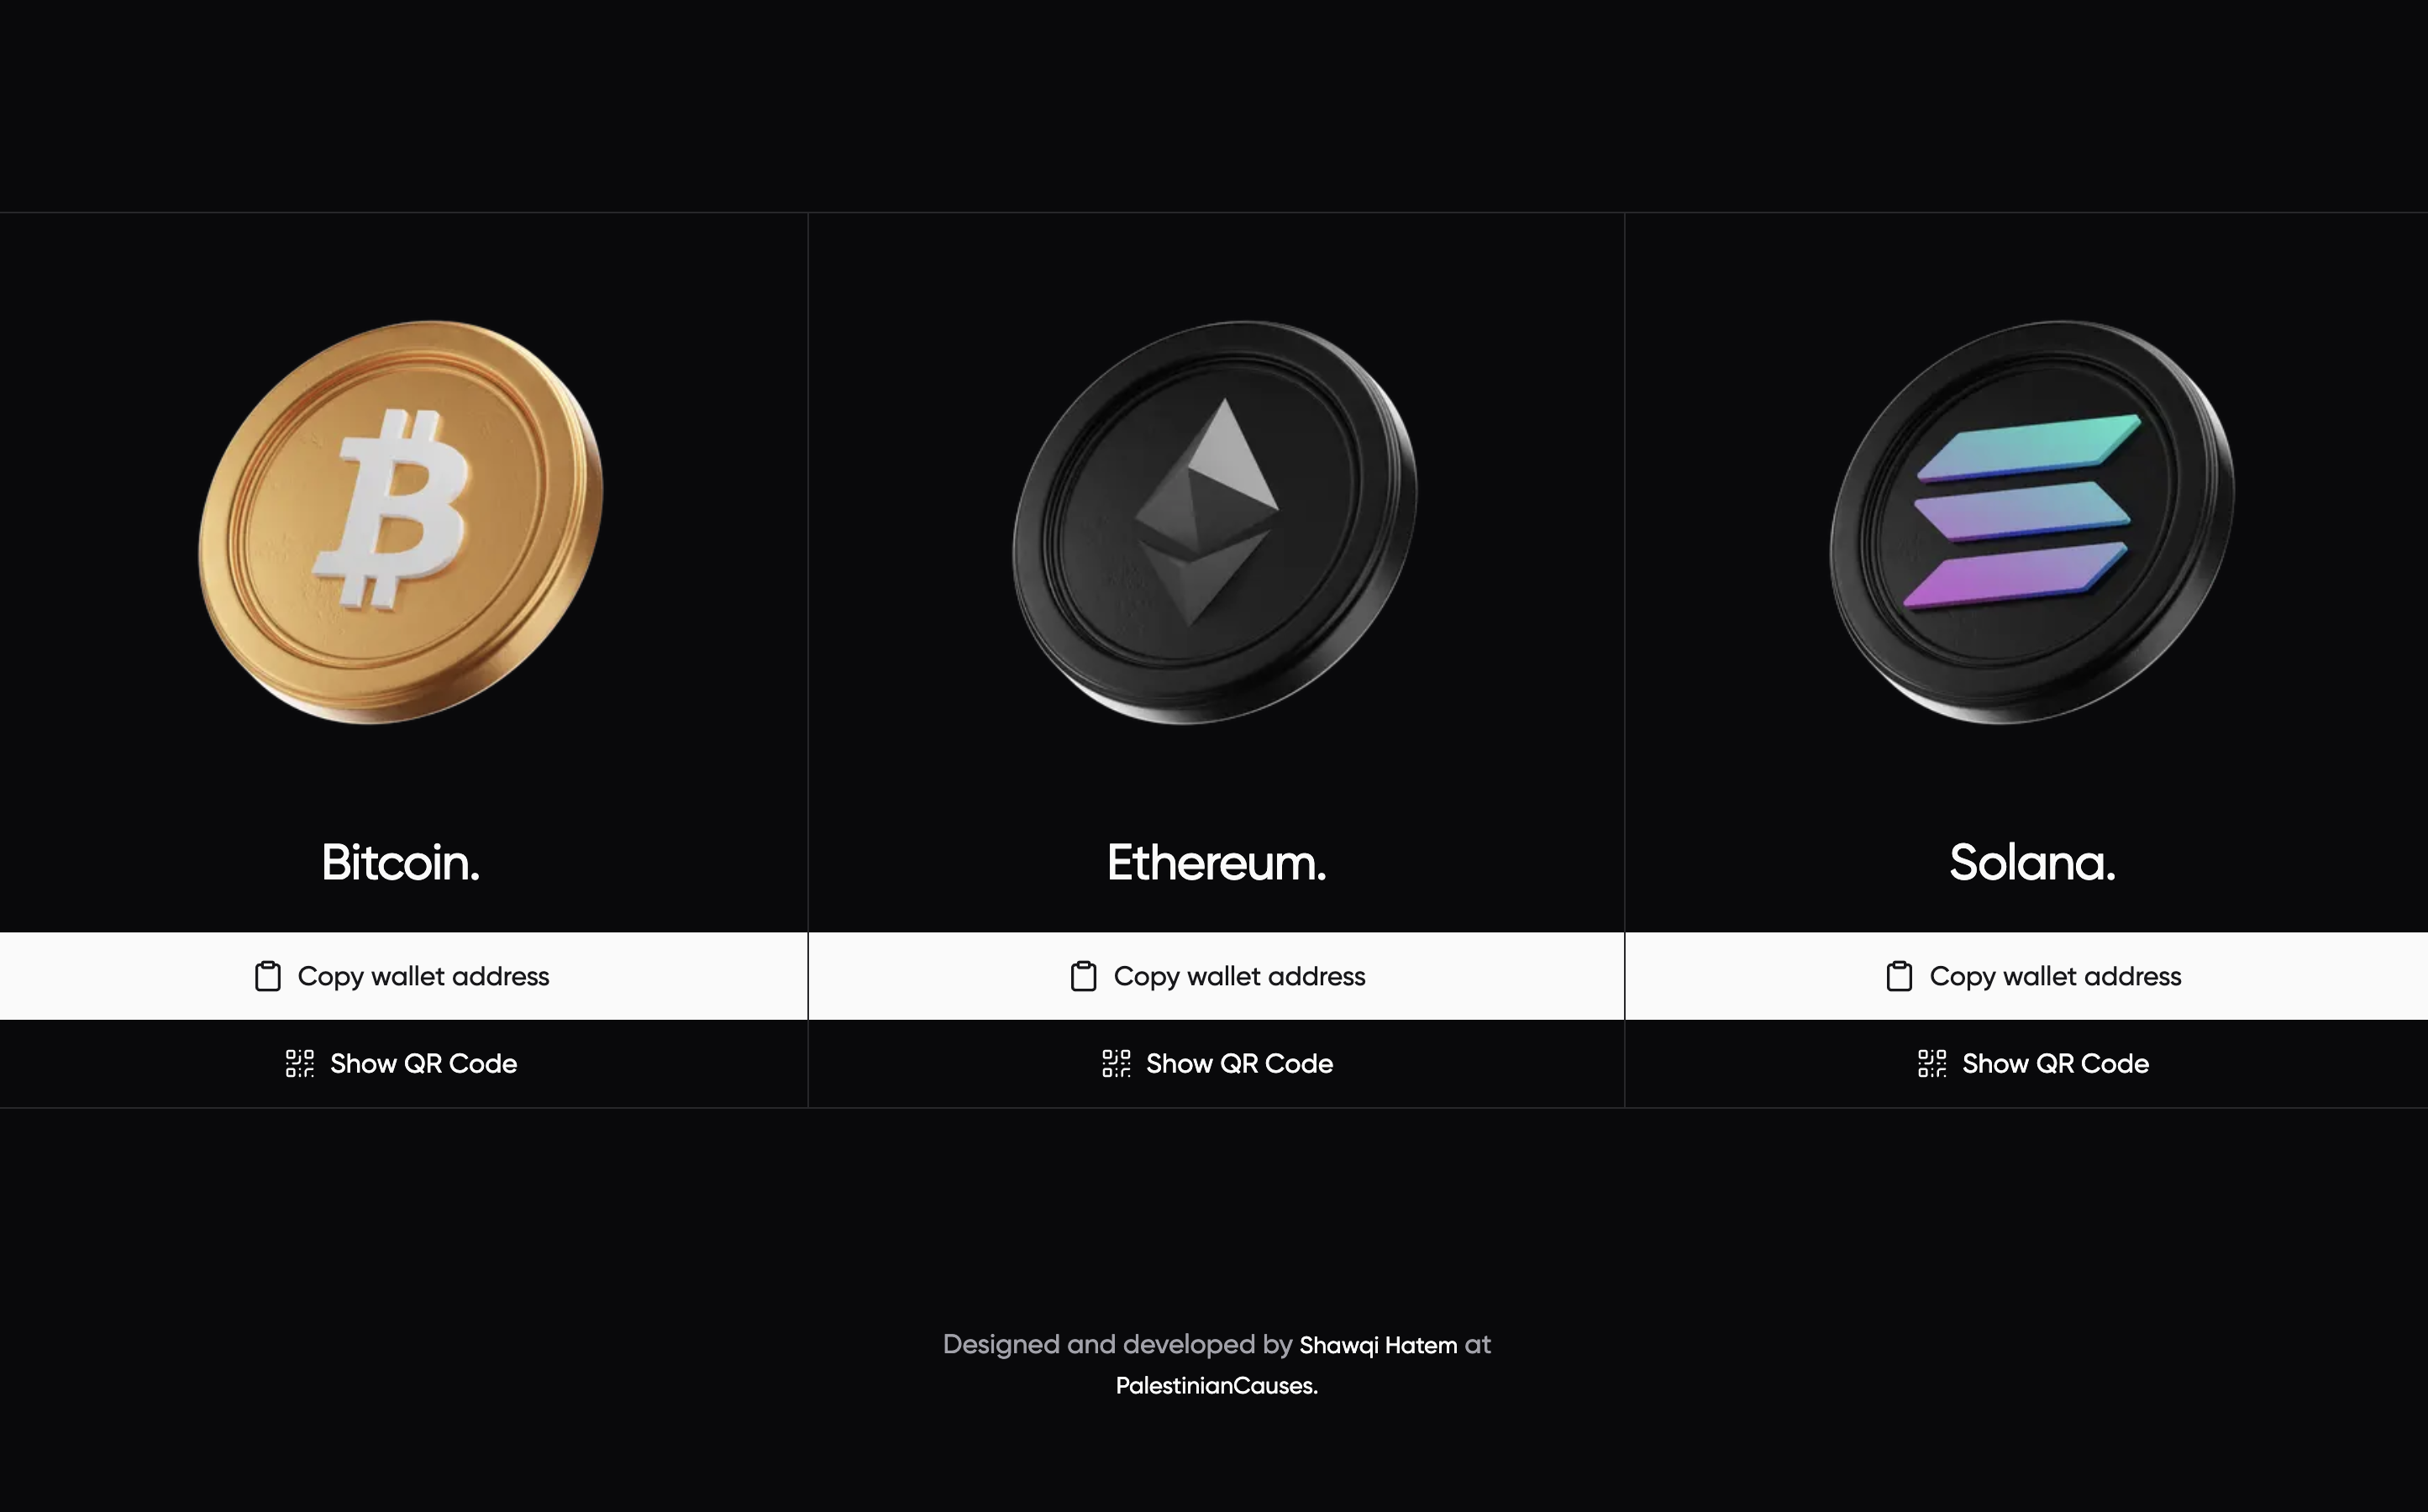 Bitcoin.
Ethereum.
Solana.
Copy wallet address
Copy wallet address
Copy wallet address
Show QR Code
Show QR Code
Show QR Code
Designed and developed by Shawqi Hatem at
PalestinianCauses.